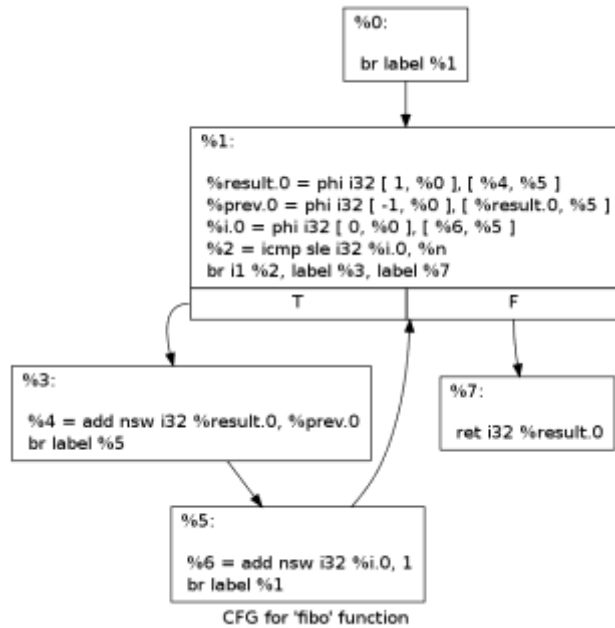 %0:
br label %1
%1:
%result.0 = phi i32 [ 1, %0 ], [ %4, %5 ]
%prev.0 = phi i32 [ -1, %0 ], [ %result.0, %5 ]
%i.0 = phi i32 [ 0, %0 ], [ %6, %5 ]
%2 = icmp sle i32 %i.0, %n
br i1 %2, label %3, label %7
T
F
%3:
%4 = add nsw i32 %result.0, %prev.0
br label %5
%7:
ret i32 %result.0
%5:
%6 = add nsw i32 %i.0, 1
br label %1
CFG for 'fibo' function